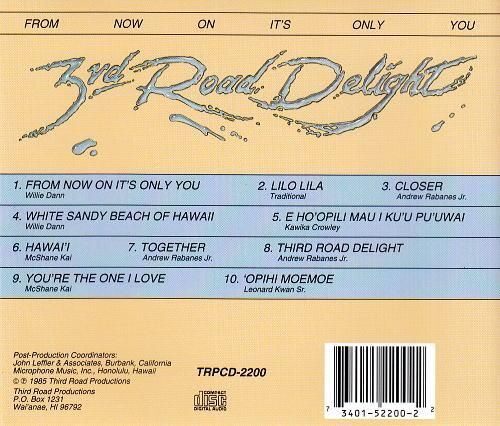 FROM NOW ON IT'S ONLY YOU
3rd Road Delight
1. FROM NOW ON IT'S ONLY YOU 2. LILO LILA 3. CLOSER
Willie Dann Traditional Andrew Rabanes Jr.
4. WHITE SANDY BEACH OF HAWAII 5. E HO'OPILI MAU I KU'U PU'UWAI
Willie Dann Kawika Crowley
6. HAWAI'I 7. TOGETHER 8. THIRD ROAD DELIGHT
McShane Kai Andrew Rabanes Jr. Andrew Rabanes Jr.
9. YOU'RE THE ONE I LOVE 10. 'OPIHI MOEMOE
McShane Kai Leonard Kwan Sr.
Post-Production Coordinators:
John Leffler & Associates, Burbank, California
Microphone Music, Inc., Honolulu, Hawaii
© ℗ 1985 Third Road Productions
Third Road Productions
P.O. Box 1231
Wai'anae, HI 96792
TRPCD-2200
COMPACT
disc
DIGITAL AUDIO
7 3401-52200-2 2